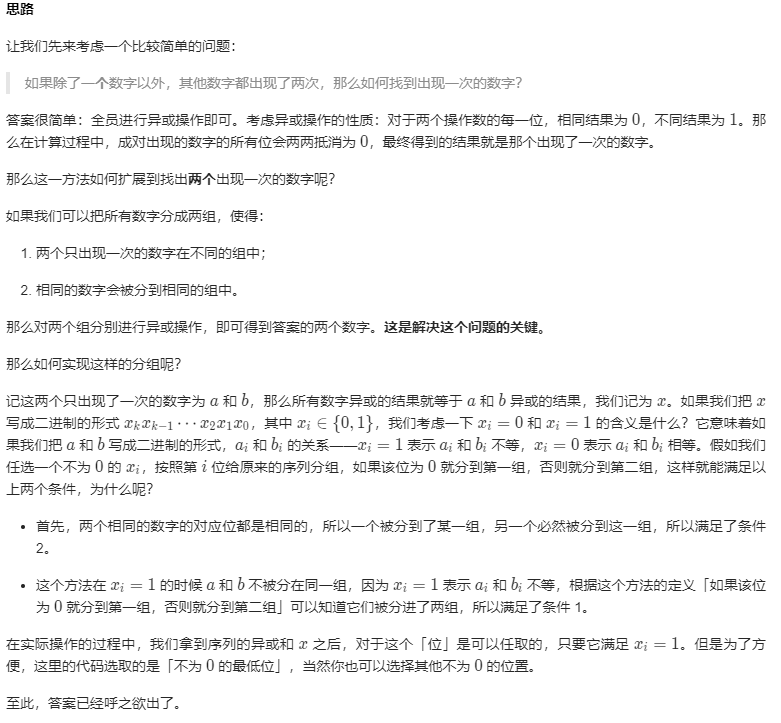 思路
让我们先来考虑一个比较简单的问题：
如果除了一个数字以外，其他数字都出现了两次，那么如何找到出现一次的数字？
答案很简单：全员进行异或操作即可。考虑异或操作的性质：对于两个操作数的每一位，相同结果为 0，不同结果为 1。那
么在计算过程中，成对出现的数字的所有位会两两抵消为 0，最终得到的结果就是那个出现了一次的数字。
那么这一方法如何扩展到找出两个出现一次的数字呢？
如果我们可以把所有数字分成两组，使得：
1. 两个只出现一次的数字在不同的组中；
2. 相同的数字会被分到相同的组中。
那么对两个组分别进行异或操作，即可得到答案的两个数字。这是解决这个问题的关键。
那么如何实现这样的分组呢？
记这两个只出现了一次的数字为 a 和 b，那么所有数字异或的结果就等于 a 和 b 异或的结果，我们记为 x。如果我们把 x
写成二进制的形式 xₖxₖ₋₁⋯x₂x₁x₀，其中 xᵢ ∈ {0, 1}，我们考虑一下 xᵢ = 0 和 xᵢ = 1 的含义是什么？它意味着如
果我们把 a 和 b 写成二进制的形式，aᵢ 和 bᵢ 的关系——xᵢ = 1 表示 aᵢ 和 bᵢ 不等，xᵢ = 0 表示 aᵢ 和 bᵢ 相等。假如我们
任选一个不为 0 的 xᵢ，按照第 i 位给原来的序列分组，如果该位为 0 就分到第一组，否则就分到第二组，这样就能满足以
上两个条件，为什么呢？
• 首先，两个相同的数字的对应位都是相同的，所以一个被分到了某一组，另一个必然被分到这一组，所以满足了条件
2。
• 这个方法在 xᵢ = 1 的时候 a 和 b 不被分在同一组，因为 xᵢ = 1 表示 aᵢ 和 bᵢ 不等，根据这个方法的定义「如果该位
为 0 就分到第一组，否则就分到第二组」可以知道它们被分进了两组，所以满足了条件 1。
在实际操作的过程中，我们拿到序列的异或和 x 之后，对于这个「位」是可以任取的，只要它满足 xᵢ = 1。但是为了方
便，这里的代码选取的是「不为 0 的最低位」，当然你也可以选择其他不为 0 的位置。
至此，答案已经呼之欲出了。